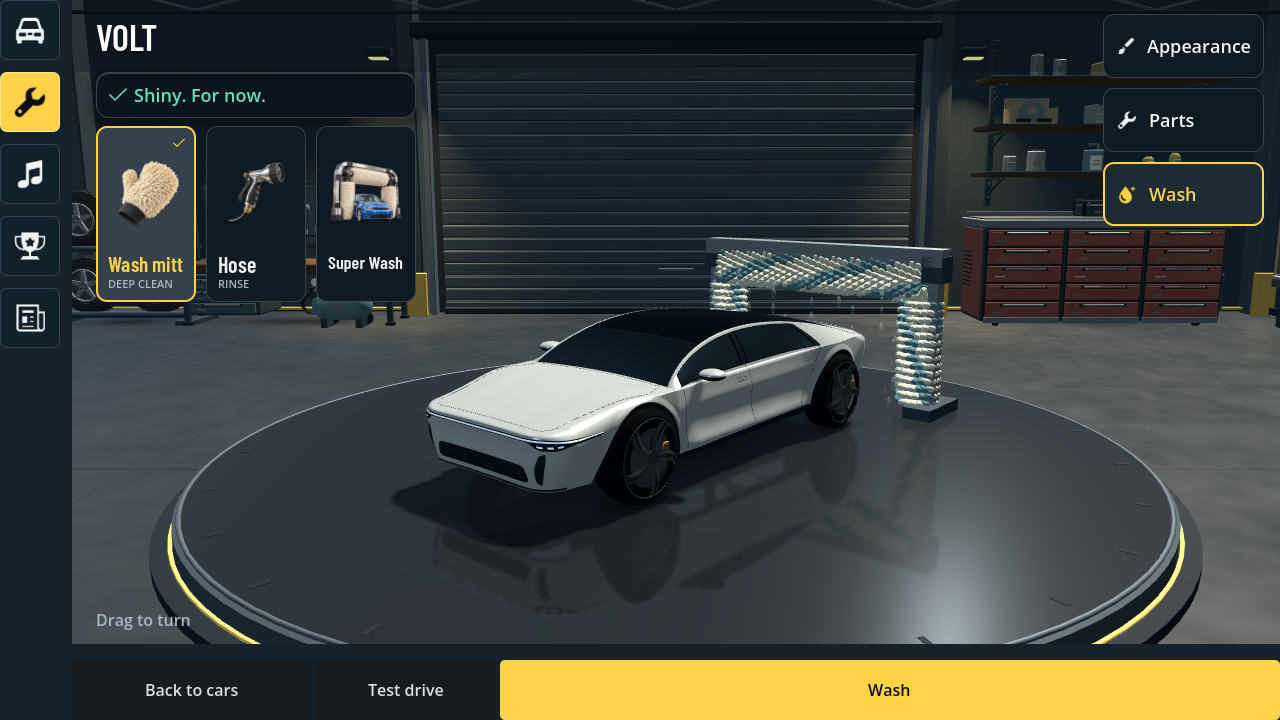 VOLT
Shiny. For now.
Wash mitt
DEEP CLEAN
Hose
RINSE
Super Wash
Appearance
Parts
Wash
Drag to turn
Back to cars
Test drive
Wash